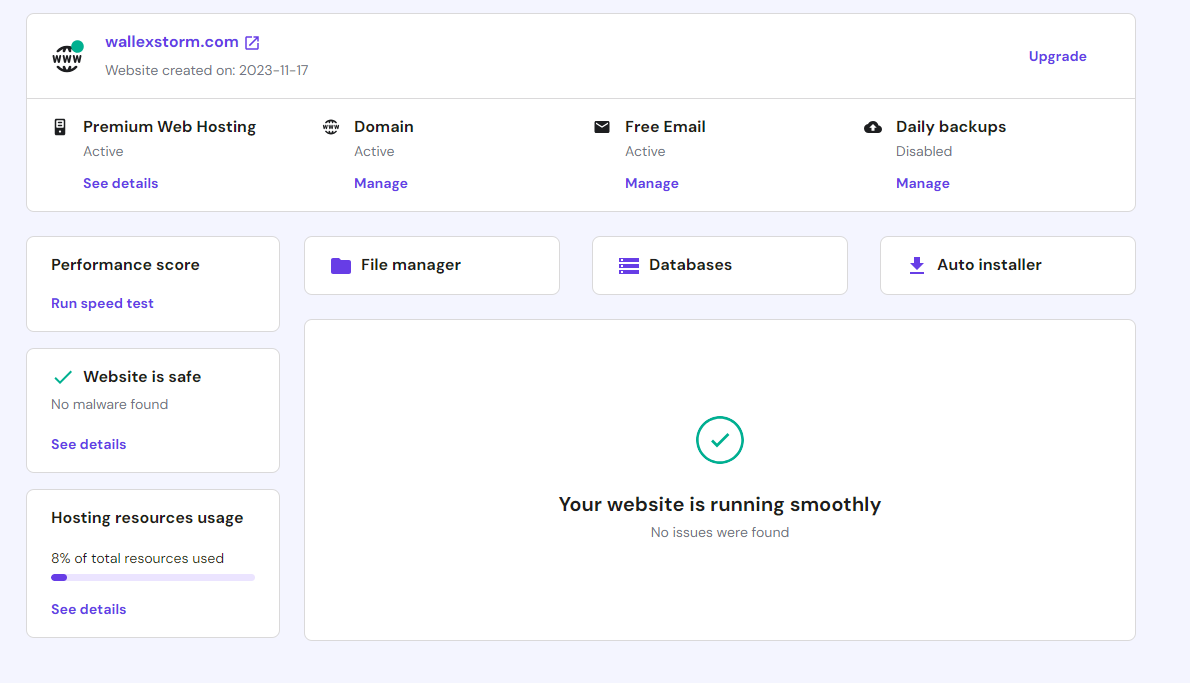 wallexstorm.com
Website created on: 2023-11-17
Upgrade
Premium Web Hosting
Active
See details
Domain
Active
Manage
Free Email
Active
Manage
Daily backups
Disabled
Manage
Performance score
Run speed test
File manager
Databases
Auto installer
Website is safe
No malware found
See details
Hosting resources usage
8% of total resources used
See details
Your website is running smoothly
No issues were found